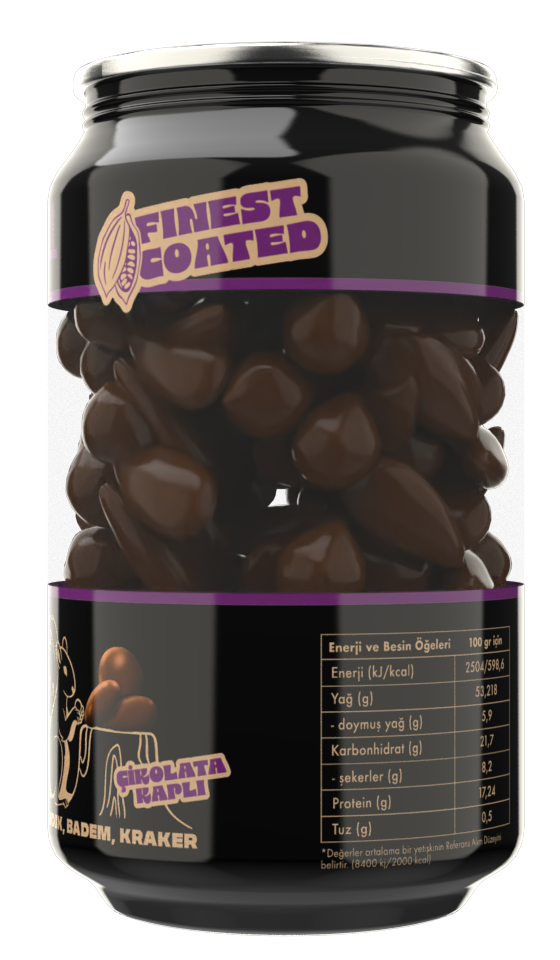 FINEST
COATED
Enerji ve Besin Öğeleri 100 gr için
Enerji (kJ/kcal) 2504/598,6
Yağ (g) 53,218
- doymuş yağ (g) 5,9
Karbonhidrat (g) 21,7
- şekerler (g) 8,2
Protein (g) 17,24
Tuz (g) 0,5
*Değerler ortalama bir yetişkinin Referans Alım Düzeyini
belirtir. (8400 kj/2000 kcal)
ÇİKOLATA
KAPLI
BADEM, KRAKER